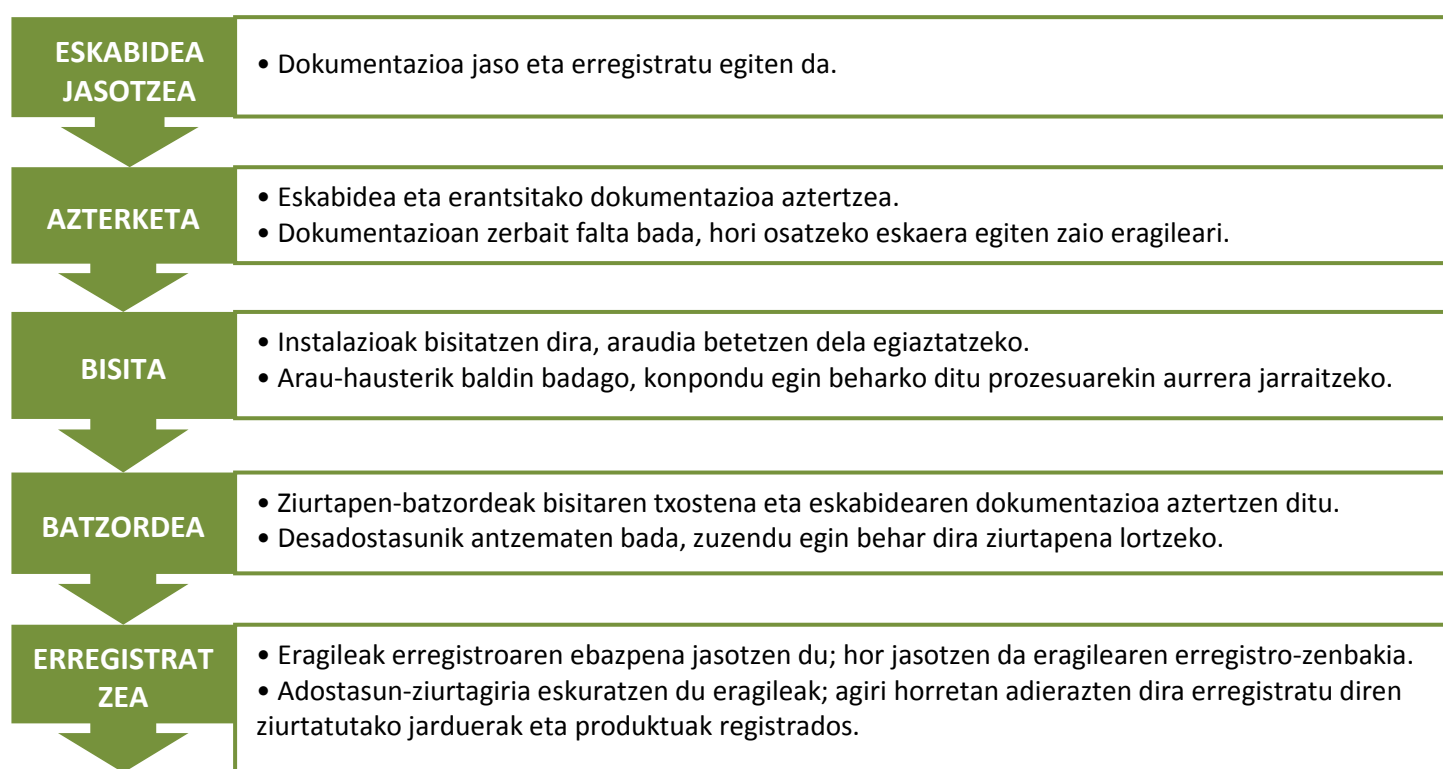 ESKABIDEA
JASOTZEA
• Dokumentazioa jaso eta erregistratu egiten da.
AZTERKETA
• Eskabidea eta erantsitako dokumentazioa aztertzea.
• Dokumentazioan zerbait falta bada, hori osatzeko eskaera egiten zaio eragileari.
BISITA
• Instalazioak bisitatzen dira, araudia betetzen dela egiaztatzeko.
• Arau-hausterik baldin badago, konpondu egin beharko ditu prozesuarekin aurrera jarraitzeko.
BATZORDEA
• Ziurtapen-batzordeak bisitaren txostena eta eskabidearen dokumentazioa aztertzen ditu.
• Desadostasunik antzematen bada, zuzendu egin behar dira ziurtapena lortzeko.
ERREGISTRAT
ZEA
• Eragileak erregistroaren ebazpena jasotzen du; hor jasotzen da eragilearen erregistro-zenbakia.
• Adostasun-ziurtagiria eskuratzen du eragileak; agiri horretan adierazten dira erregistratu diren
ziurtatutako jarduerak eta produktuak registrados.